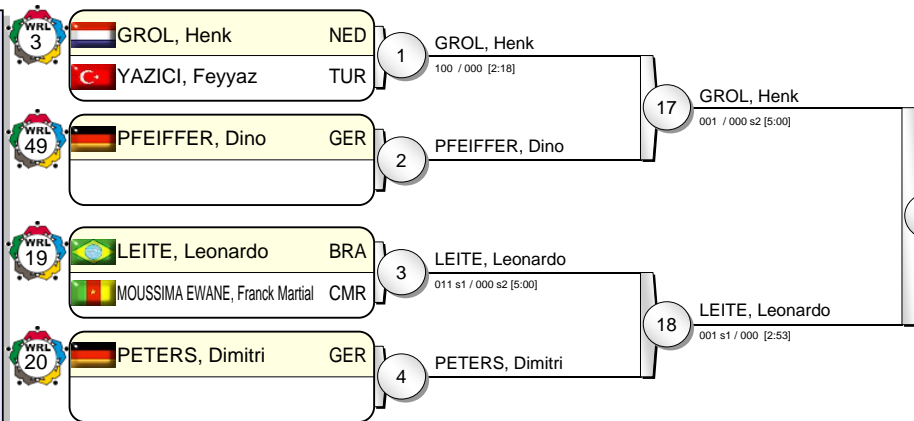 WRL
3
GROL, Henk NED
YAZICI, Feyyaz TUR
1
GROL, Henk
100 / 000 [2:18]
17
GROL, Henk
001 / 000 s2 [5:00]
WRL
49
PFEIFFER, Dino GER
2
PFEIFFER, Dino
WRL
19
LEITE, Leonardo BRA
MOUSSIMA EWANE, Franck Martial CMR
3
LEITE, Leonardo
011 s1 / 000 s2 [5:00]
18
LEITE, Leonardo
001 s1 / 000 [2:53]
WRL
20
PETERS, Dimitri GER
4
PETERS, Dimitri